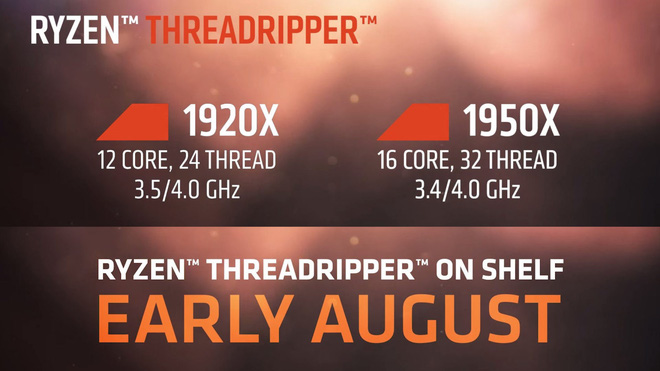 RYZEN™ THREADRIPPER™
1920X
12 CORE, 24 THREAD
3.5/4.0 GHz
1950X
16 CORE, 32 THREAD
3.4/4.0 GHz
RYZEN™ THREADRIPPER™ ON SHELF
EARLY AUGUST